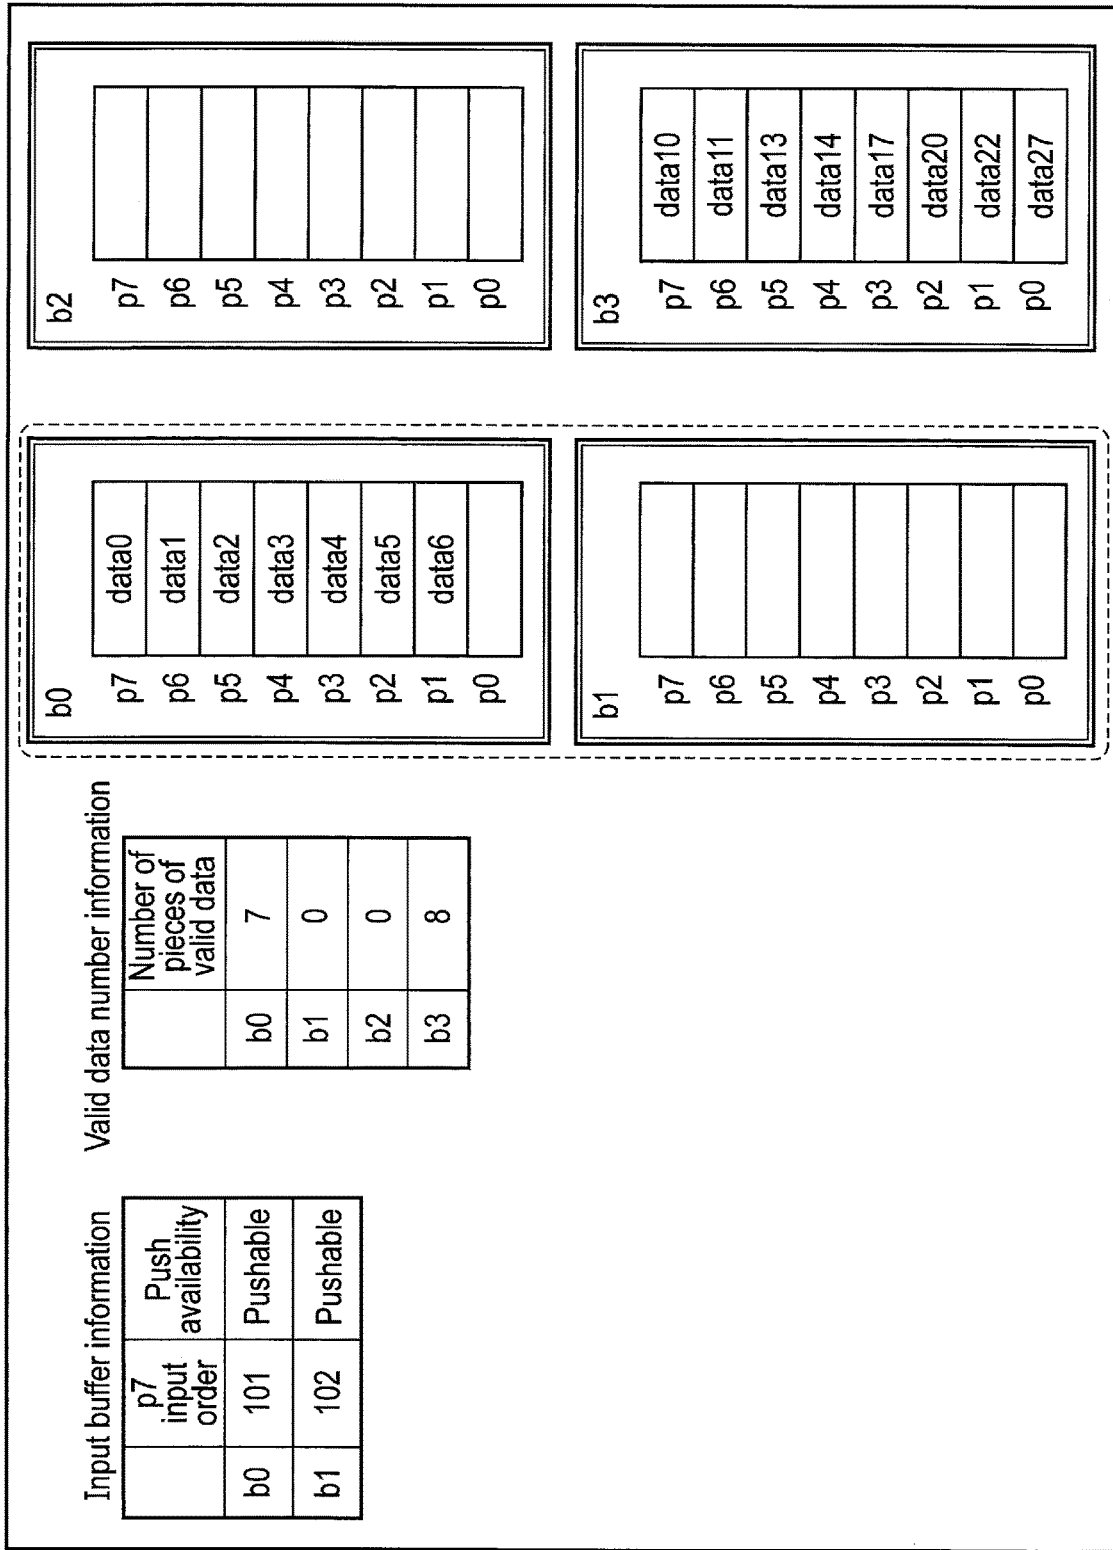 Input buffer information
p7 input order
Push availability
b0 101 Pushable
b1 102 Pushable
Valid data number information
Number of pieces of valid data
b0 7
b1 0
b2 0
b3 8
b0
p7 data0
p6 data1
p5 data2
p4 data3
p3 data4
p2 data5
p1 data6
p0
b1
p7
p6
p5
p4
p3
p2
p1
p0
b2
p7
p6
p5
p4
p3
p2
p1
p0
b3
p7 data10
p6 data11
p5 data13
p4 data14
p3 data17
p2 data20
p1 data22
p0 data27